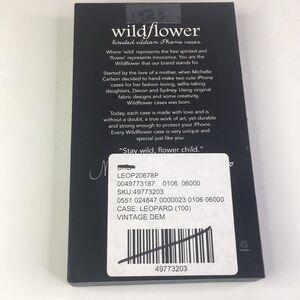 wildflower
limited edition iPhone cases
Where 'wild' represents the free spirited and
'flower' represents innocence. You are the
Wildflower that our brand stands for.
Started by the love of a mother, when Michelle
Carlson decided to hand make two cute iPhone
cases for her fashion loving, selfie-taking
daughters, Devon and Sydney. Using original
fabric designs and some creativity,
Wildflower cases was born.
Today, each case is made with love and is
without a doubt, a true work of art, yet durable
and strong enough to protect your iPhone.
Every Wildflower case is very unique and
special just like you.
"Stay wild, flower child."
LEOP20678P
0049773187 0106 06000
SKU:49773203
0551 024847 0000023 0106 06000
CASE: LEOPARD (100)
VINTAGE DEM
49773203